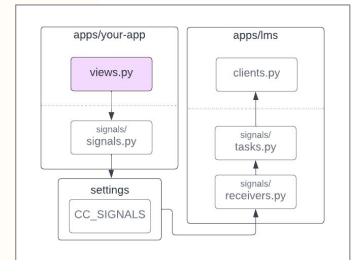 apps/your-app
views.py
signals/
signals.py
settings
CC_SIGNALS
apps/lms
clients.py
signals/
tasks.py
signals/
receivers.py